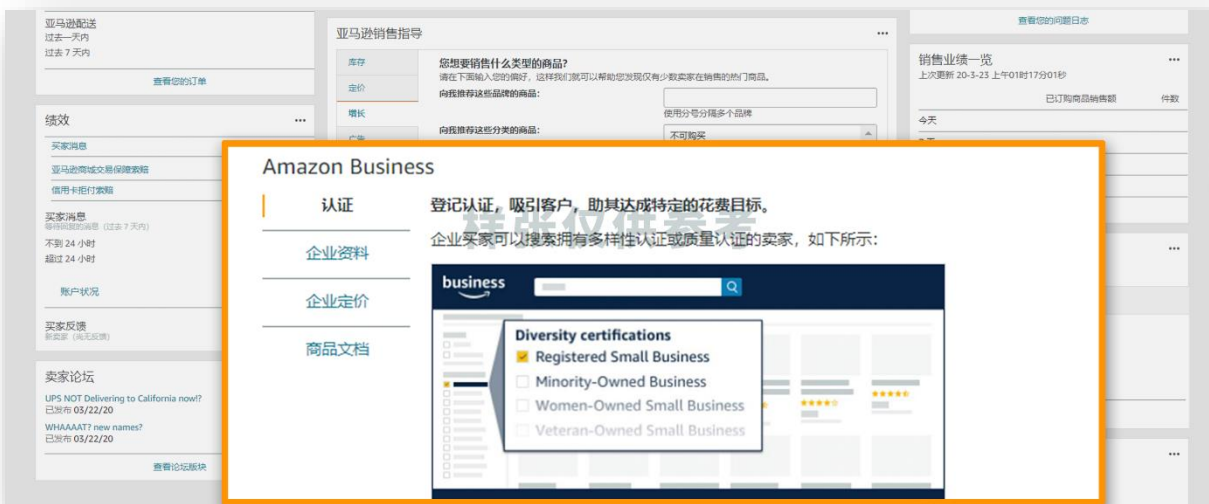 亚马逊配送
过去一天内
过去 7 天内
查看您的订单
绩效
买家消息
亚马逊商城交易保障索赔
信用卡拒付索赔
买家消息
等待回复的消息（过去 7 天内）
不到 24 小时
超过 24 小时
账户状况
买家反馈
新卖家（尚无反馈）
卖家论坛
UPS NOT Delivering to California now!?
已发布 03/22/20
WHAAAAT? new names?
已发布 03/22/20
查看论坛版块
亚马逊销售指导
库存
定价
增长
广告
您想要销售什么类型的商品?
请在下面输入您的偏好，这样我们就可以帮助您发现仅有少数卖家在销售的热门商品。
向我推荐这些品牌的商品:
使用分号分隔多个品牌
向我推荐这些分类的商品:
不可购买
查看您的问题日志
销售业绩一览
上次更新 20-3-23 上午01时17分01秒
已订购商品销售额
件数
今天
Amazon Business
认证
企业资料
企业定价
商品文档
登记认证，吸引客户，助其达成特定的花费目标。
样张仅供参考
企业买家可以搜索拥有多样性认证或质量认证的卖家，如下所示：
business
Diversity certifications
Registered Small Business
Minority-Owned Business
Women-Owned Small Business
Veteran-Owned Small Business